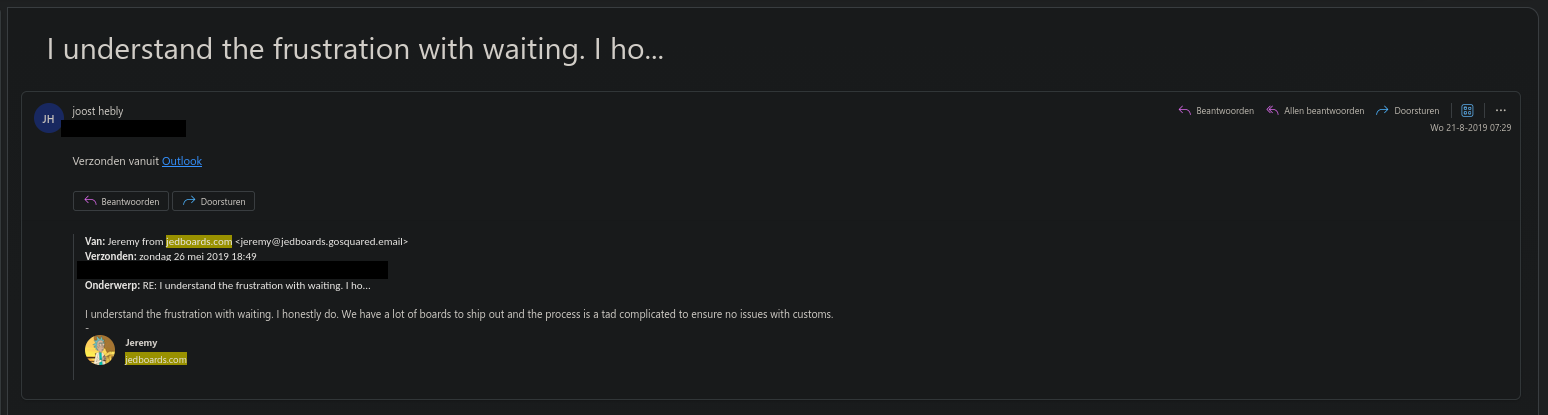 I understand the frustration with waiting. I ho...
JH
joost hebly
Beantwoorden
Allen beantwoorden
Doorsturen
Wo 21-8-2019 07:29
Verzonden vanuit Outlook
Beantwoorden
Doorsturen
Van: Jeremy from jedboards.com <jeremy@jedboards.gosquared.email>
Verzonden: zondag 26 mei 2019 18:49
Onderwerp: RE: I understand the frustration with waiting. I ho...
I understand the frustration with waiting. I honestly do. We have a lot of boards to ship out and the process is a tad complicated to ensure no issues with customs.
-
Jeremy
jedboards.com